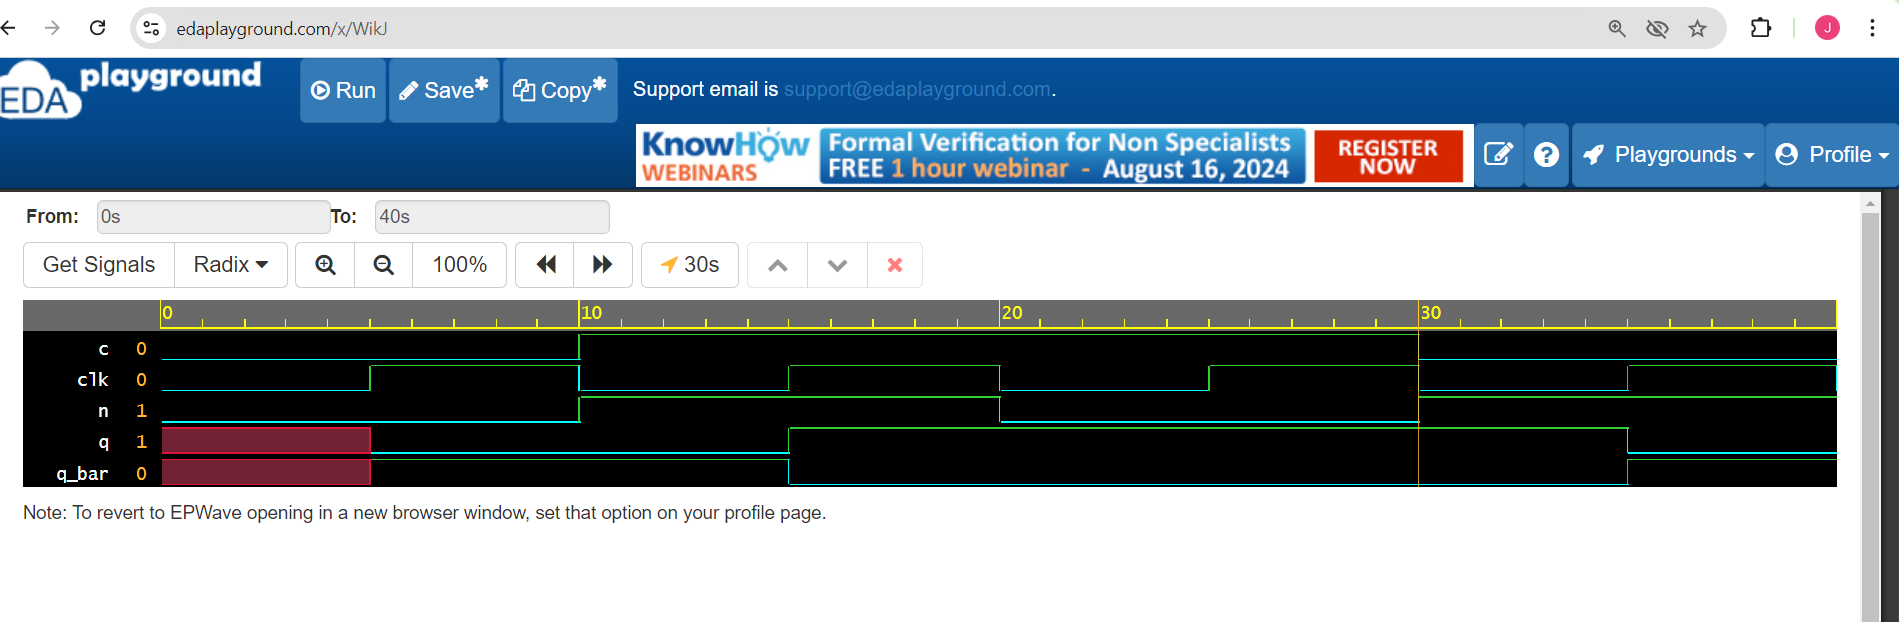 edaplayground.com/x/WikJ
J
EDA playground
Run
Save*
Copy*
Support email is support@edaplayground.com.
KnowHow WEBINARS
Formal Verification for Non Specialists
FREE 1 hour webinar - August 16, 2024
REGISTER NOW
Playgrounds
Profile
From: 0s To: 40s
Get Signals Radix 100% 30s
0 10 20 30
c 0
clk 0
n 1
q 1
q_bar 0
Note: To revert to EPWave opening in a new browser window, set that option on your profile page.